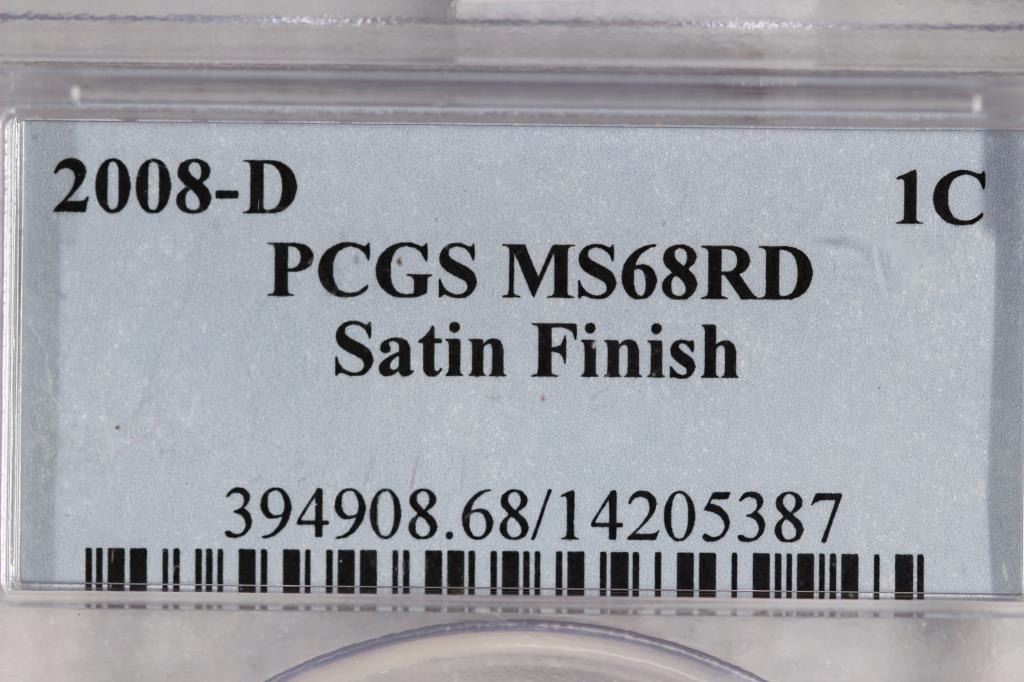 2008-D 1C
PCGS MS68RD
Satin Finish
394908.68/14205387